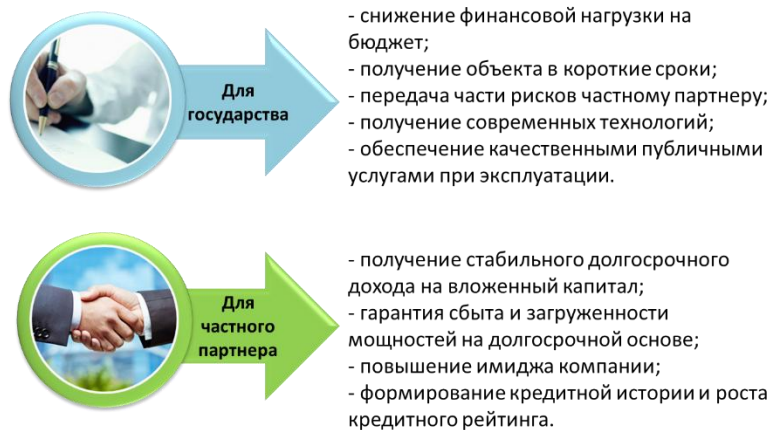 Для
государства
- снижение финансовой нагрузки на
бюджет;
- получение объекта в короткие сроки;
- передача части рисков частному партнеру;
- получение современных технологий;
- обеспечение качественными публичными
услугами при эксплуатации.
Для
частного
партнера
- получение стабильного долгосрочного
дохода на вложенный капитал;
- гарантия сбыта и загруженности
мощностей на долгосрочной основе;
- повышение имиджа компании;
- формирование кредитной истории и роста
кредитного рейтинга.